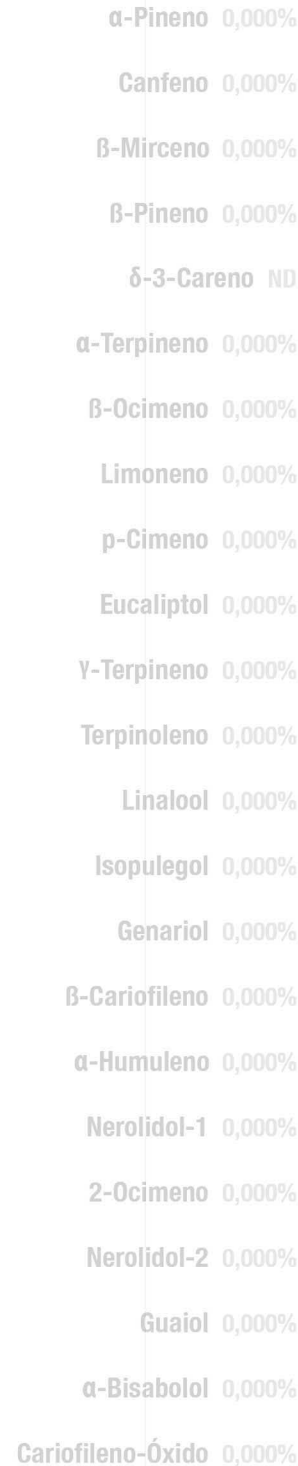 α-Pineno 0,000%
Canfeno 0,000%
ß-Mirceno 0,000%
ß-Pineno 0,000%
δ-3-Careno ND
α-Terpineno 0,000%
ß-Ocimeno 0,000%
Limoneno 0,000%
p-Cimeno 0,000%
Eucaliptol 0,000%
γ-Terpineno 0,000%
Terpinoleno 0,000%
Linalool 0,000%
Isopulegol 0,000%
Genariol 0,000%
ß-Cariofileno 0,000%
α-Humuleno 0,000%
Nerolidol-1 0,000%
2-Ocimeno 0,000%
Nerolidol-2 0,000%
Guaiol 0,000%
α-Bisabolol 0,000%
Cariofileno-Óxido 0,000%